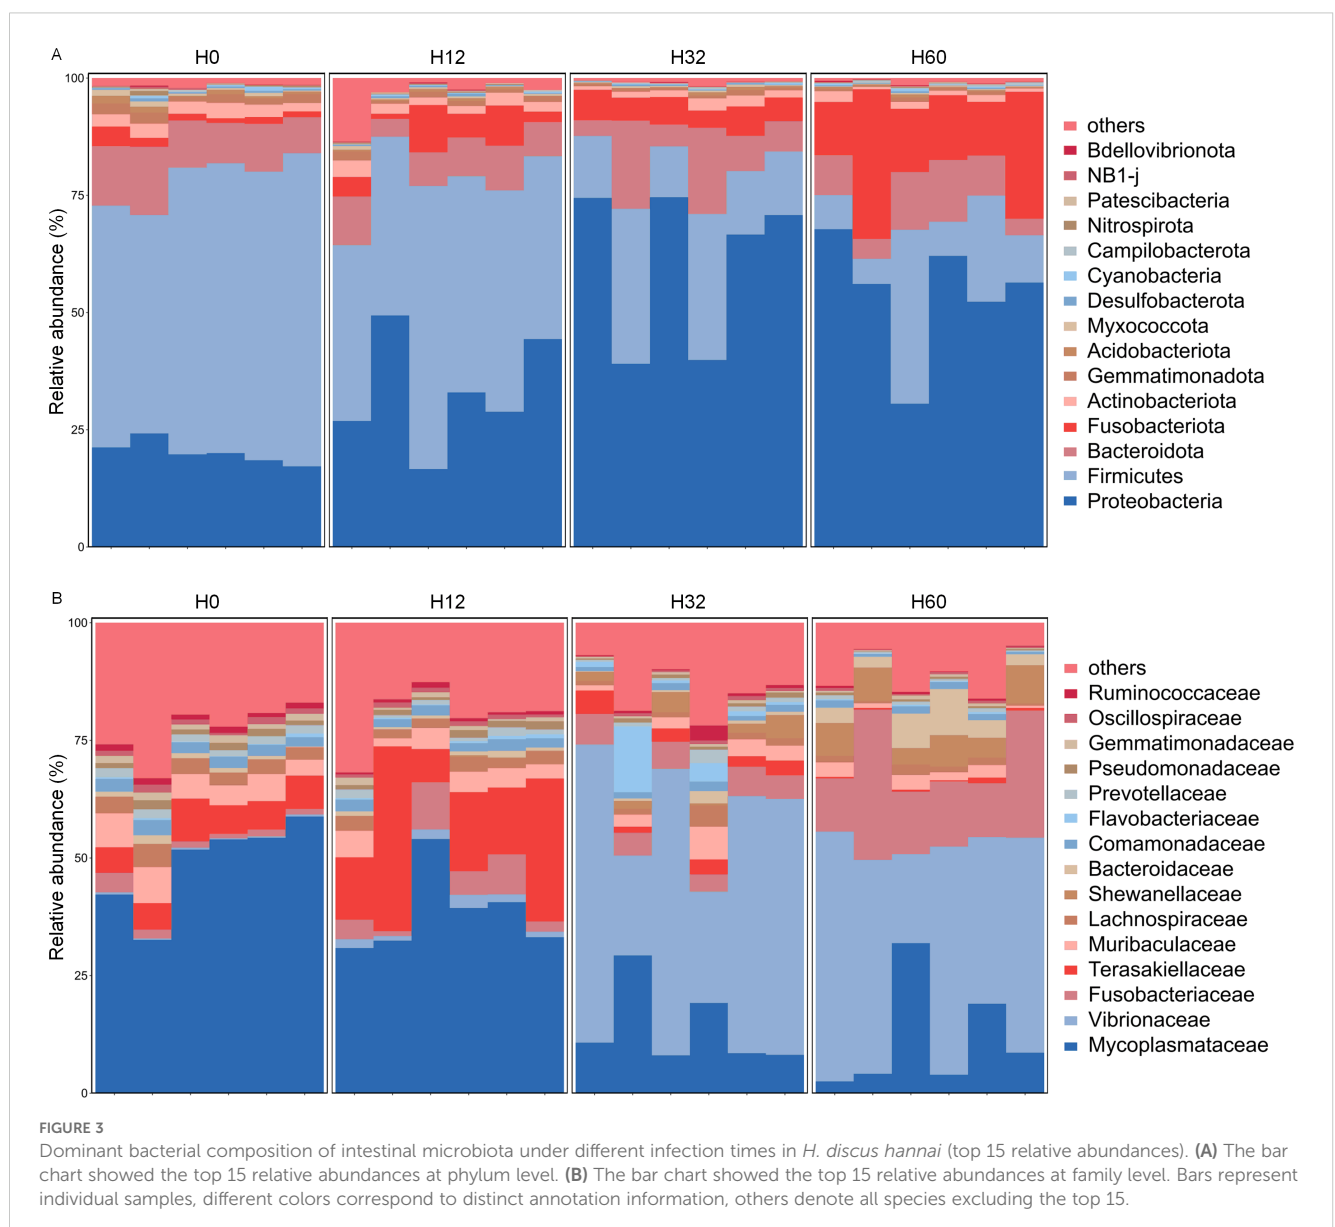 A
H0
H12
H32
H60
100
75
50
25
0
Relative abundance (%)
others
Bdellovibrionota
NB1-j
Patescibacteria
Nitrospirota
Campilobacterota
Cyanobacteria
Desulfobacterota
Myxococcota
Acidobacteriota
Gemmatimonadota
Actinobacteriota
Fusobacteriota
Bacteroidota
Firmicutes
Proteobacteria
B
H0
H12
H32
H60
100
75
50
25
0
Relative abundance (%)
others
Ruminococcaceae
Oscillospiraceae
Gemmatimonadaceae
Pseudomonadaceae
Prevotellaceae
Flavobacteriaceae
Comamonadaceae
Bacteroidaceae
Shewanellaceae
Lachnospiraceae
Muribaculaceae
Terasakiellaceae
Fusobacteriaceae
Vibrionaceae
Mycoplasmataceae
FIGURE 3
Dominant bacterial composition of intestinal microbiota under different infection times in H. discus hannai (top 15 relative abundances). (A) The bar
chart showed the top 15 relative abundances at phylum level. (B) The bar chart showed the top 15 relative abundances at family level. Bars represent
individual samples, different colors correspond to distinct annotation information, others denote all species excluding the top 15.